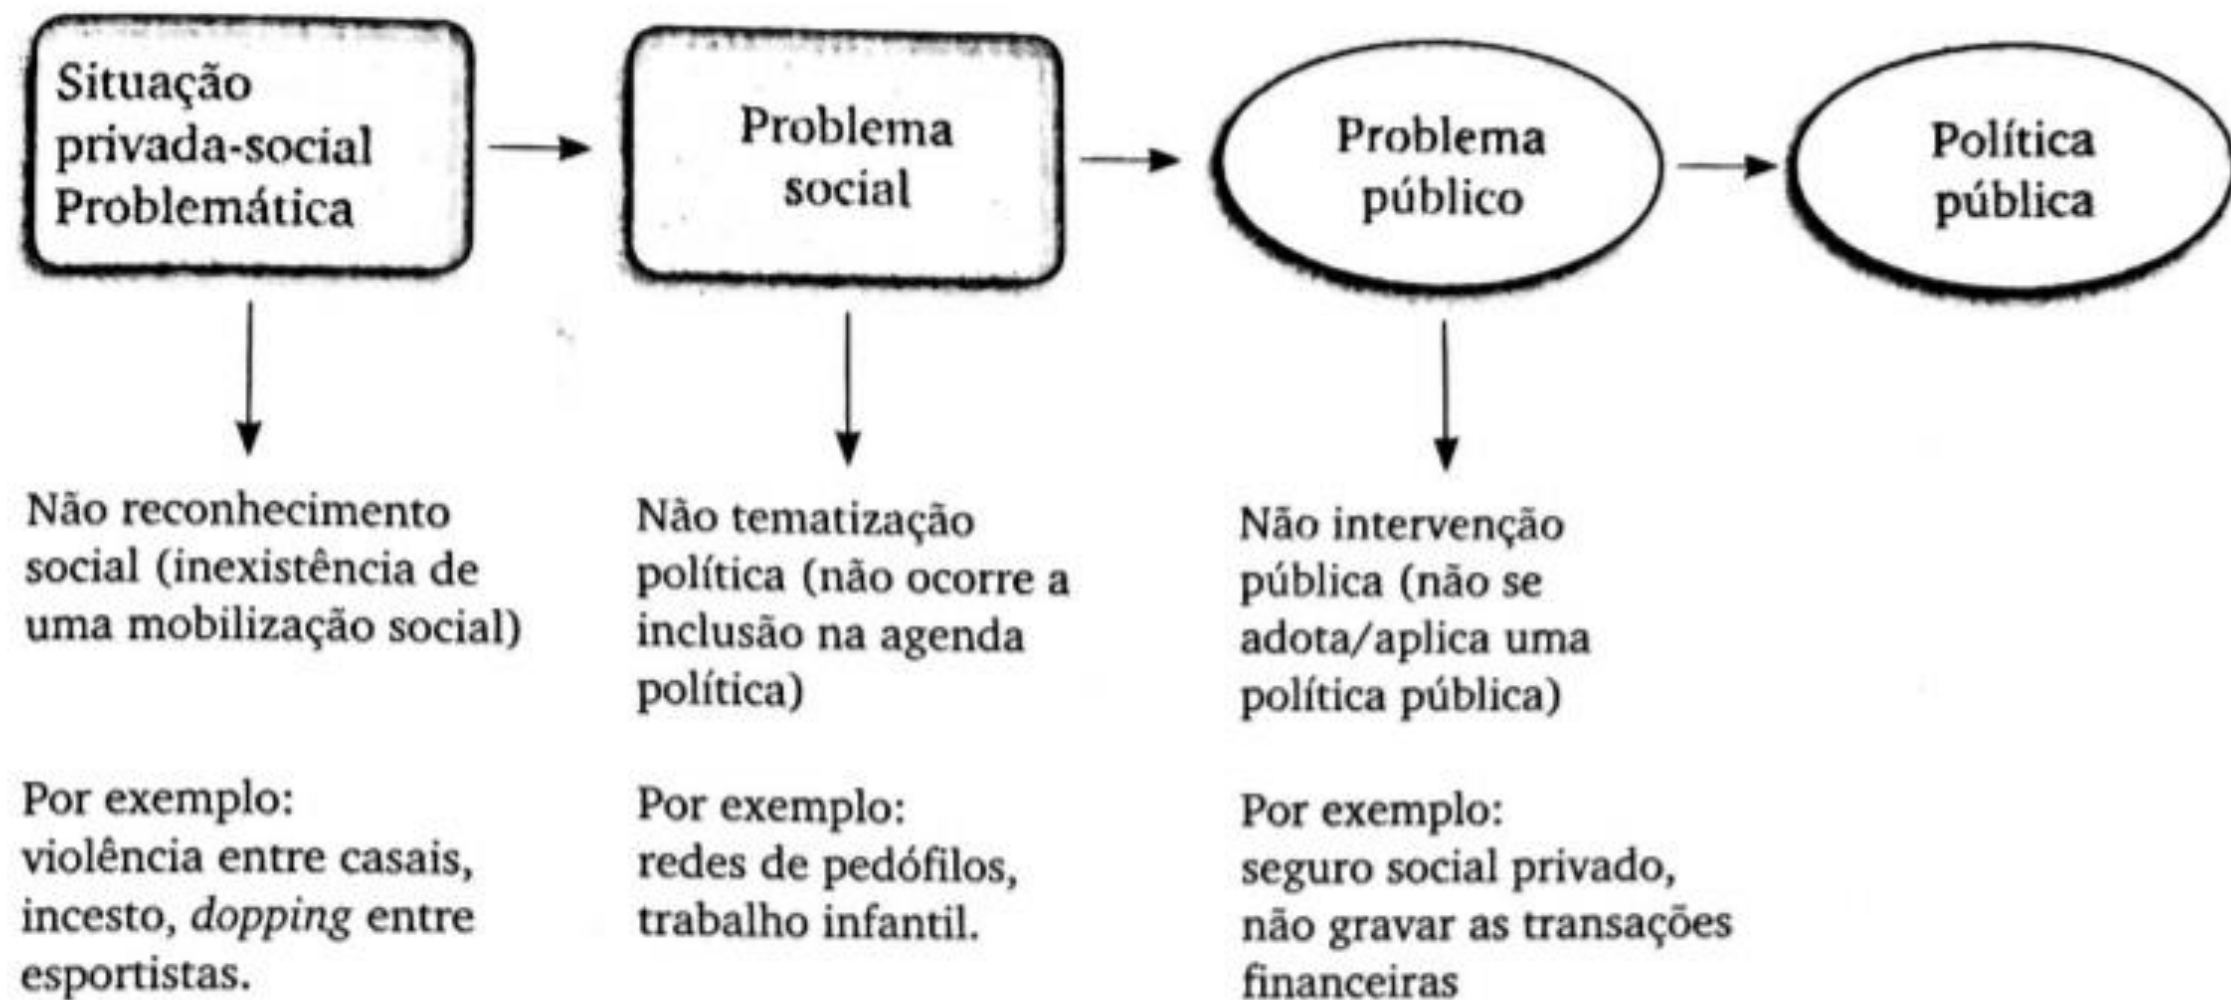 Situação
privada-social
Problemática
Problema
social
Problema
público
Política
pública
Não reconhecimento
social (inexistência de
uma mobilização social)
Não tematização
política (não ocorre a
inclusão na agenda
política)
Não intervenção
pública (não se
adota/aplica uma
política pública)
Por exemplo:
violência entre casais,
incesto, dopping entre
esportistas.
Por exemplo:
redes de pedófilos,
trabalho infantil.
Por exemplo:
seguro social privado,
não gravar as transações
financeiras